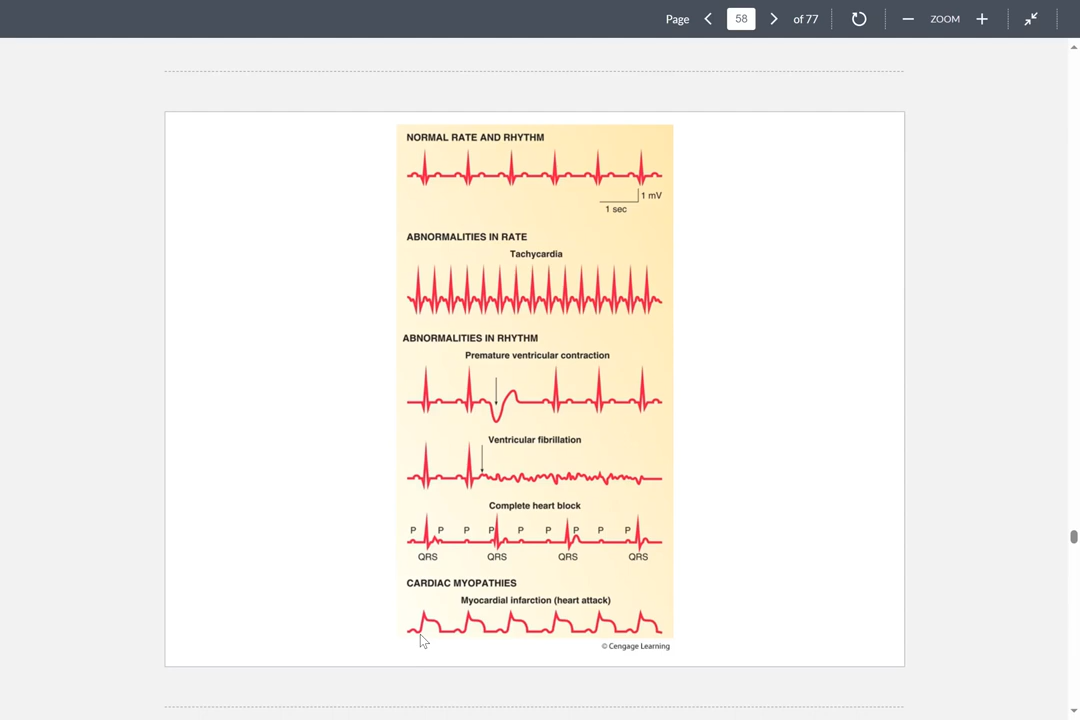 Page 58 of 77 ZOOM
NORMAL RATE AND RHYTHM
1 mV
1 sec
ABNORMALITIES IN RATE
Tachycardia
ABNORMALITIES IN RHYTHM
Premature ventricular contraction
Ventricular fibrillation
Complete heart block
P P P P P P P P P
QRS QRS QRS QRS
CARDIAC MYOPATHIES
Myocardial infarction (heart attack)
© Cengage Learning